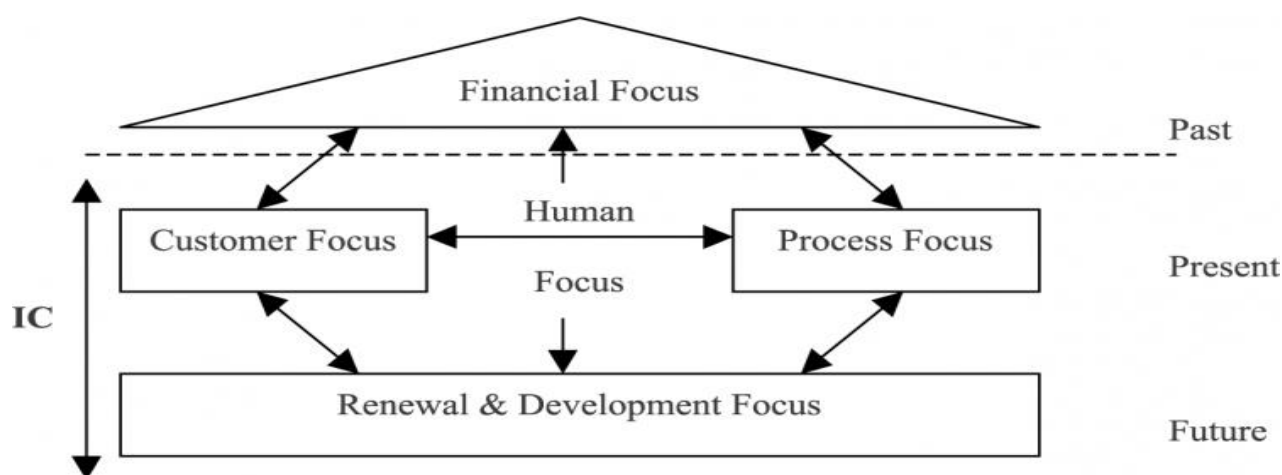 Financial Focus
Past
Human
Customer Focus
Process Focus
Present
Focus
IC
Renewal & Development Focus
Future